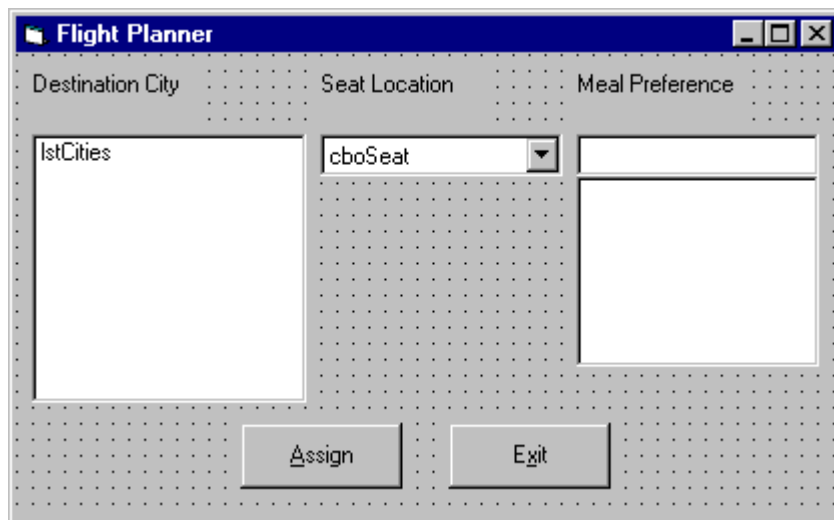 Flight Planner
Destination City
Seat Location
Meal Preference
lstCities
cboSeat
Assign
Exit